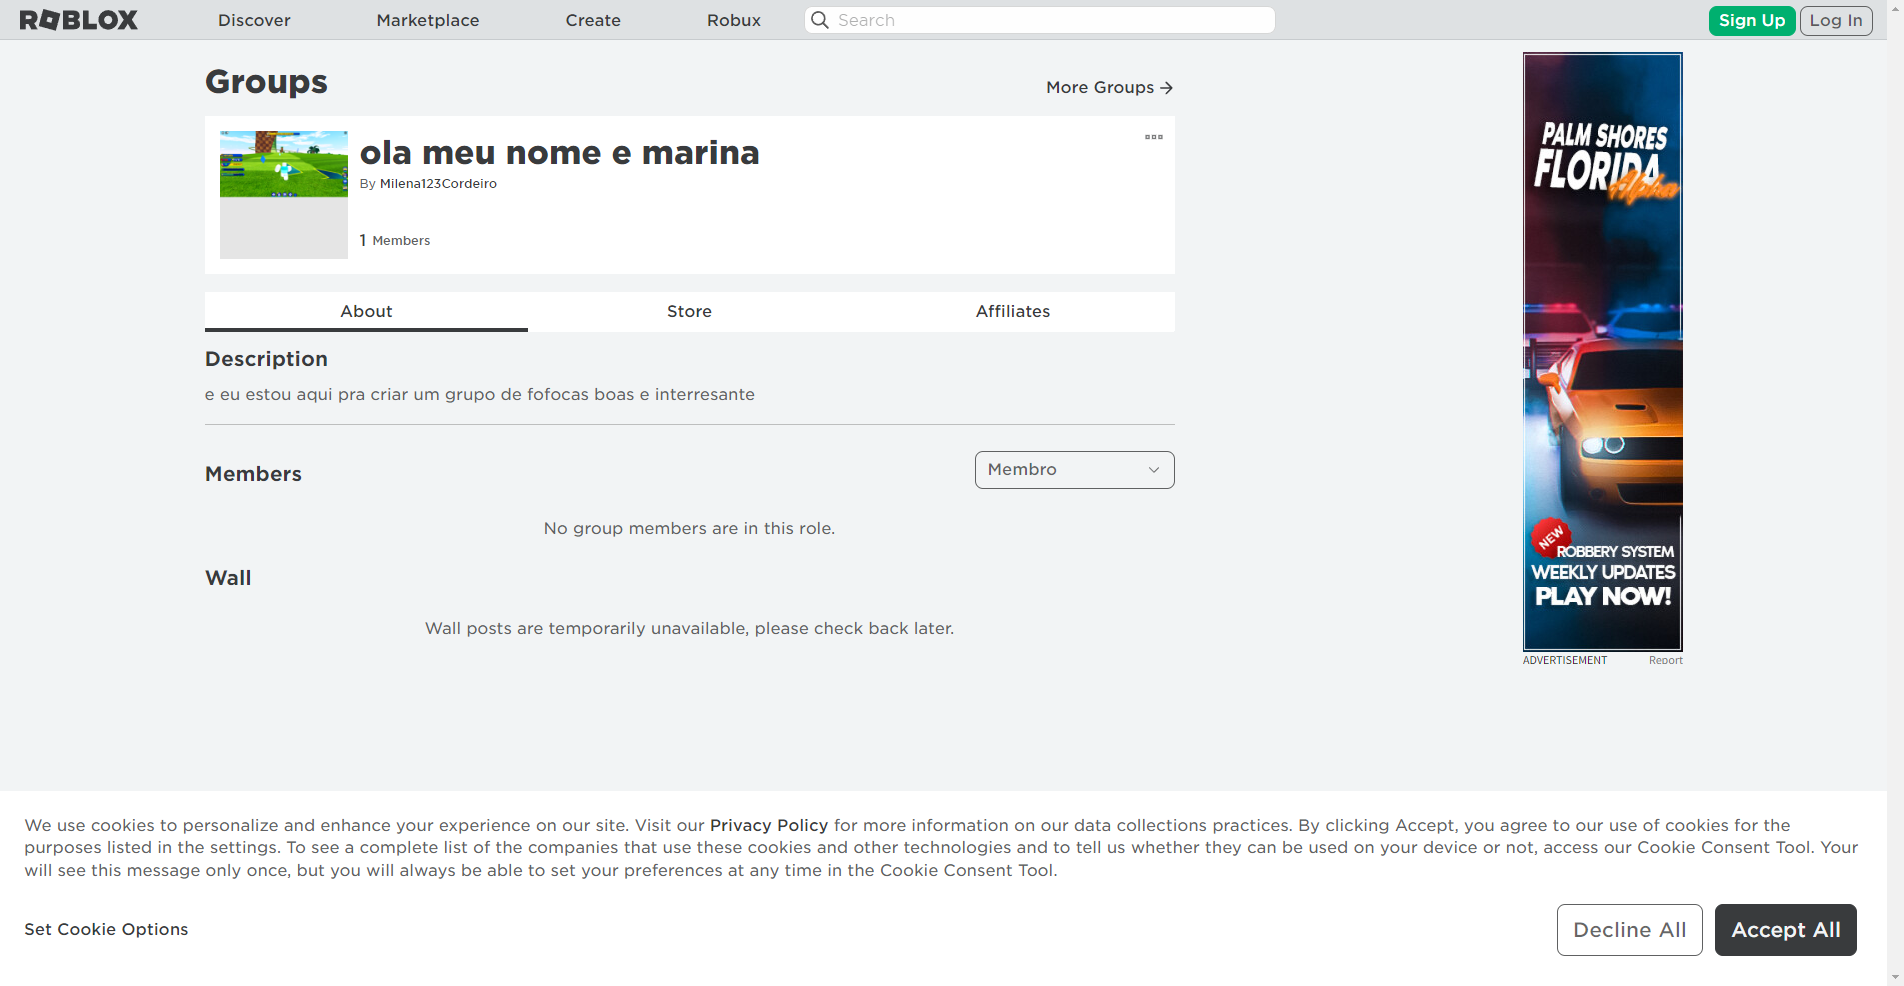 ROBLOX
Discover
Marketplace
Create
Robux
Search
Sign Up
Log In
Groups
More Groups
ola meu nome e marina
By Milena123Cordeiro
1 Members
About
Store
Affiliates
Description
e eu estou aqui pra criar um grupo de fofocas boas e interresante
Members
Membro
No group members are in this role.
Wall
Wall posts are temporarily unavailable, please check back later.
PALM SHORES
FLORIDA
Alpha
NEW
ROBBERY SYSTEM
WEEKLY UPDATES
PLAY NOW!
ADVERTISEMENT
Report
We use cookies to personalize and enhance your experience on our site. Visit our Privacy Policy for more information on our data collections practices. By clicking Accept, you agree to our use of cookies for the
purposes listed in the settings. To see a complete list of the companies that use these cookies and other technologies and to tell us whether they can be used on your device or not, access our Cookie Consent Tool. Your
will see this message only once, but you will always be able to set your preferences at any time in the Cookie Consent Tool.
Set Cookie Options
Decline All
Accept All